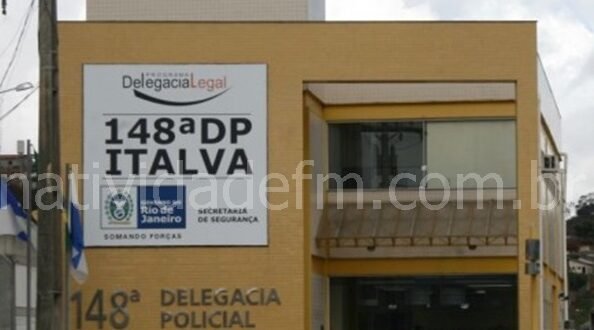 PROGRAMA
DelegaciaLegal
148ªDP
ITALVA
GOVERNO DO
Rio de
Janeiro
SECRETARIA
DE SEGURANÇA
SOMANDO FORÇAS
natividadefm.com.br
148ª DELEGACIA
POLICIAL